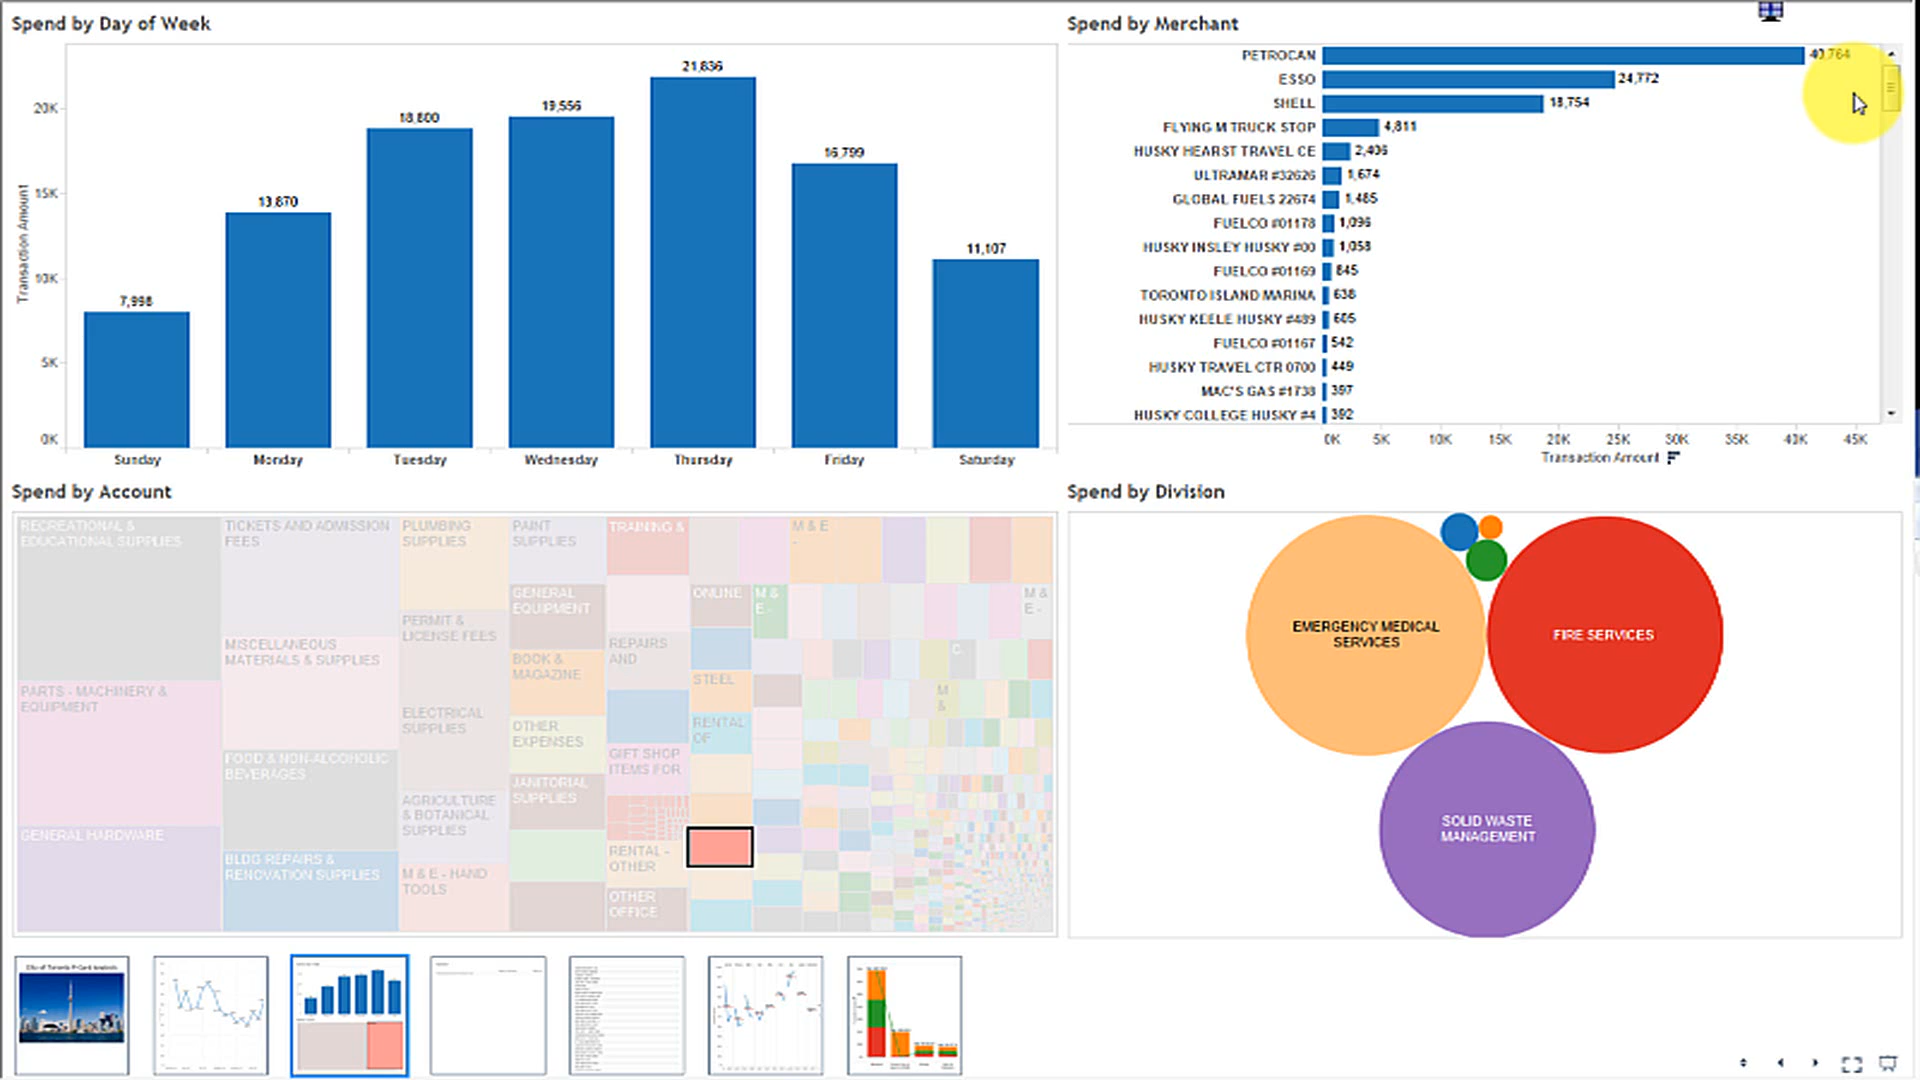 Spend by Day of Week
Transaction Amount
20K
15K
10K
5K
0K
7,998
13,870
18,800
19,556
21,836
16,799
11,107
Sunday
Monday
Tuesday
Wednesday
Thursday
Friday
Saturday
Spend by Merchant
PETROCAN 40,764
ESSO 24,772
SHELL 18,754
FLYING M TRUCK STOP 4,811
HUSKY HEARST TRAVEL CE 2,406
ULTRAMAR #32626 1,674
GLOBAL FUELS 22674 1,485
FUELCO #01178 1,096
HUSKY INSLEY HUSKY #00 1,058
FUELCO #01169 845
TORONTO ISLAND MARINA 638
HUSKY KEELE HUSKY #489 605
FUELCO #01167 542
HUSKY TRAVEL CTR 0700 449
MAC'S GAS #1738 397
HUSKY COLLEGE HUSKY #4 392
0K 5K 10K 15K 20K 25K 30K 35K 40K 45K
Transaction Amount
Spend by Account
RECREATIONAL &
EDUCATIONAL SUPPLIES
PARTS - MACHINERY &
EQUIPMENT
GENERAL HARDWARE
TICKETS AND ADMISSION
FEES
MISCELLANEOUS
MATERIALS & SUPPLIES
FOOD & NON-ALCOHOLIC
BEVERAGES
BLDG REPAIRS &
RENOVATION SUPPLIES
PLUMBING
SUPPLIES
PERMIT &
LICENSE FEES
ELECTRICAL
SUPPLIES
AGRICULTURE
& BOTANICAL
SUPPLIES
M & E - HAND
TOOLS
PAINT
SUPPLIES
GENERAL
EQUIPMENT
BOOK &
MAGAZINE
OTHER
EXPENSES
JANITORIAL
SUPPLIES
TRAINING &
REPAIRS
AND
GIFT SHOP
ITEMS FOR
RENTAL -
OTHER
OTHER
OFFICE
ONLINE
STEEL
RENTAL
OF
M & E
-
M &
E -
M &
E -
C.
M
&
Spend by Division
EMERGENCY MEDICAL
SERVICES
FIRE SERVICES
SOLID WASTE
MANAGEMENT
City of Toronto P-Card Analysis